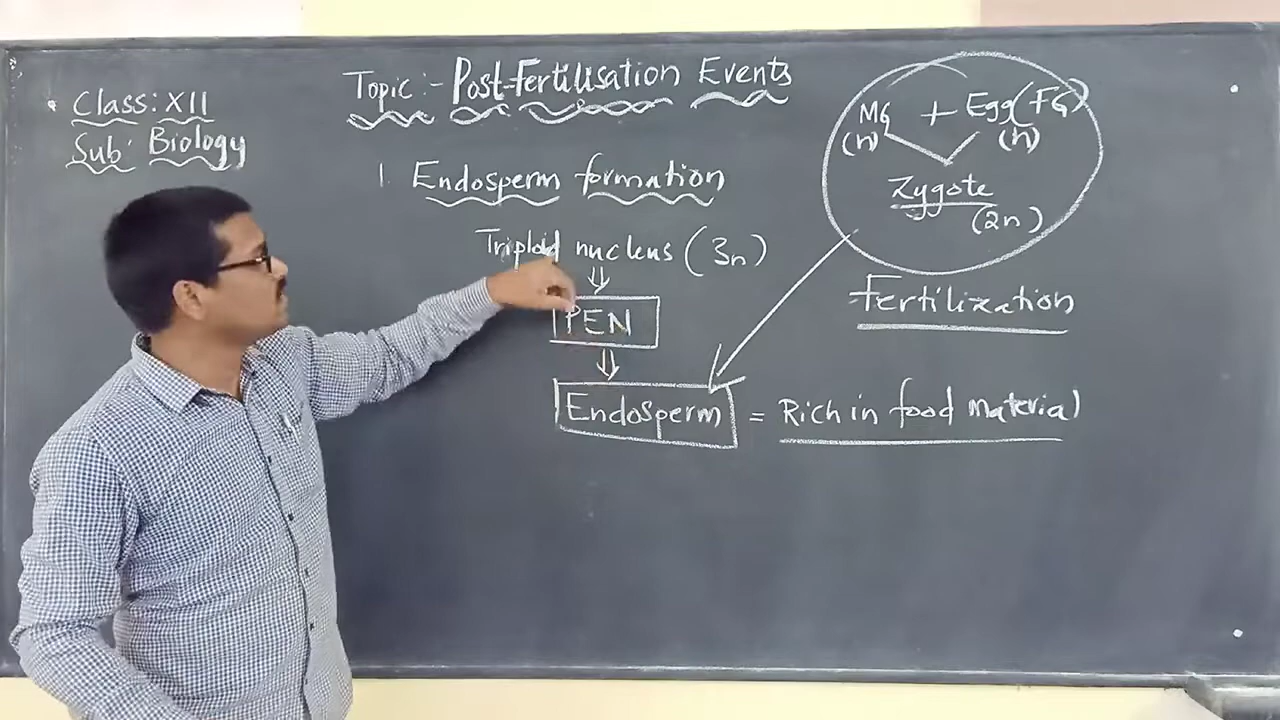 Class: XII
Sub: Biology
Topic:- Post-Fertilisation Events
1. Endosperm formation
Triploid nucleus (3n)
PEN
Endosperm = Rich in food Material
MG + Egg (FG)
(n) (n)
Zygote
(2n)
Fertilization